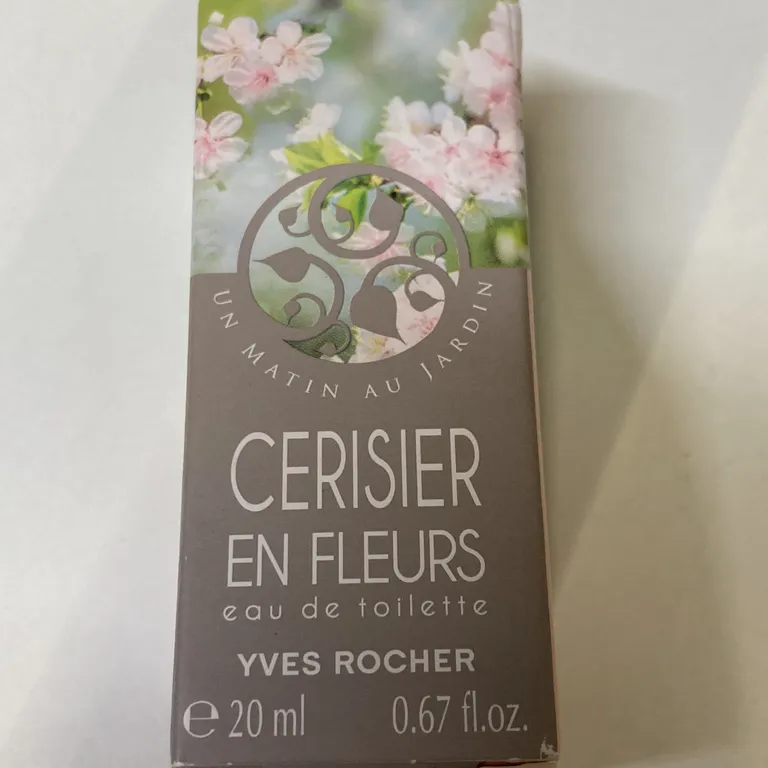 UN MATIN AU JARDIN
CERISIER
EN FLEURS
eau de toilette
YVES ROCHER
℮ 20 ml 0.67 fl.oz.